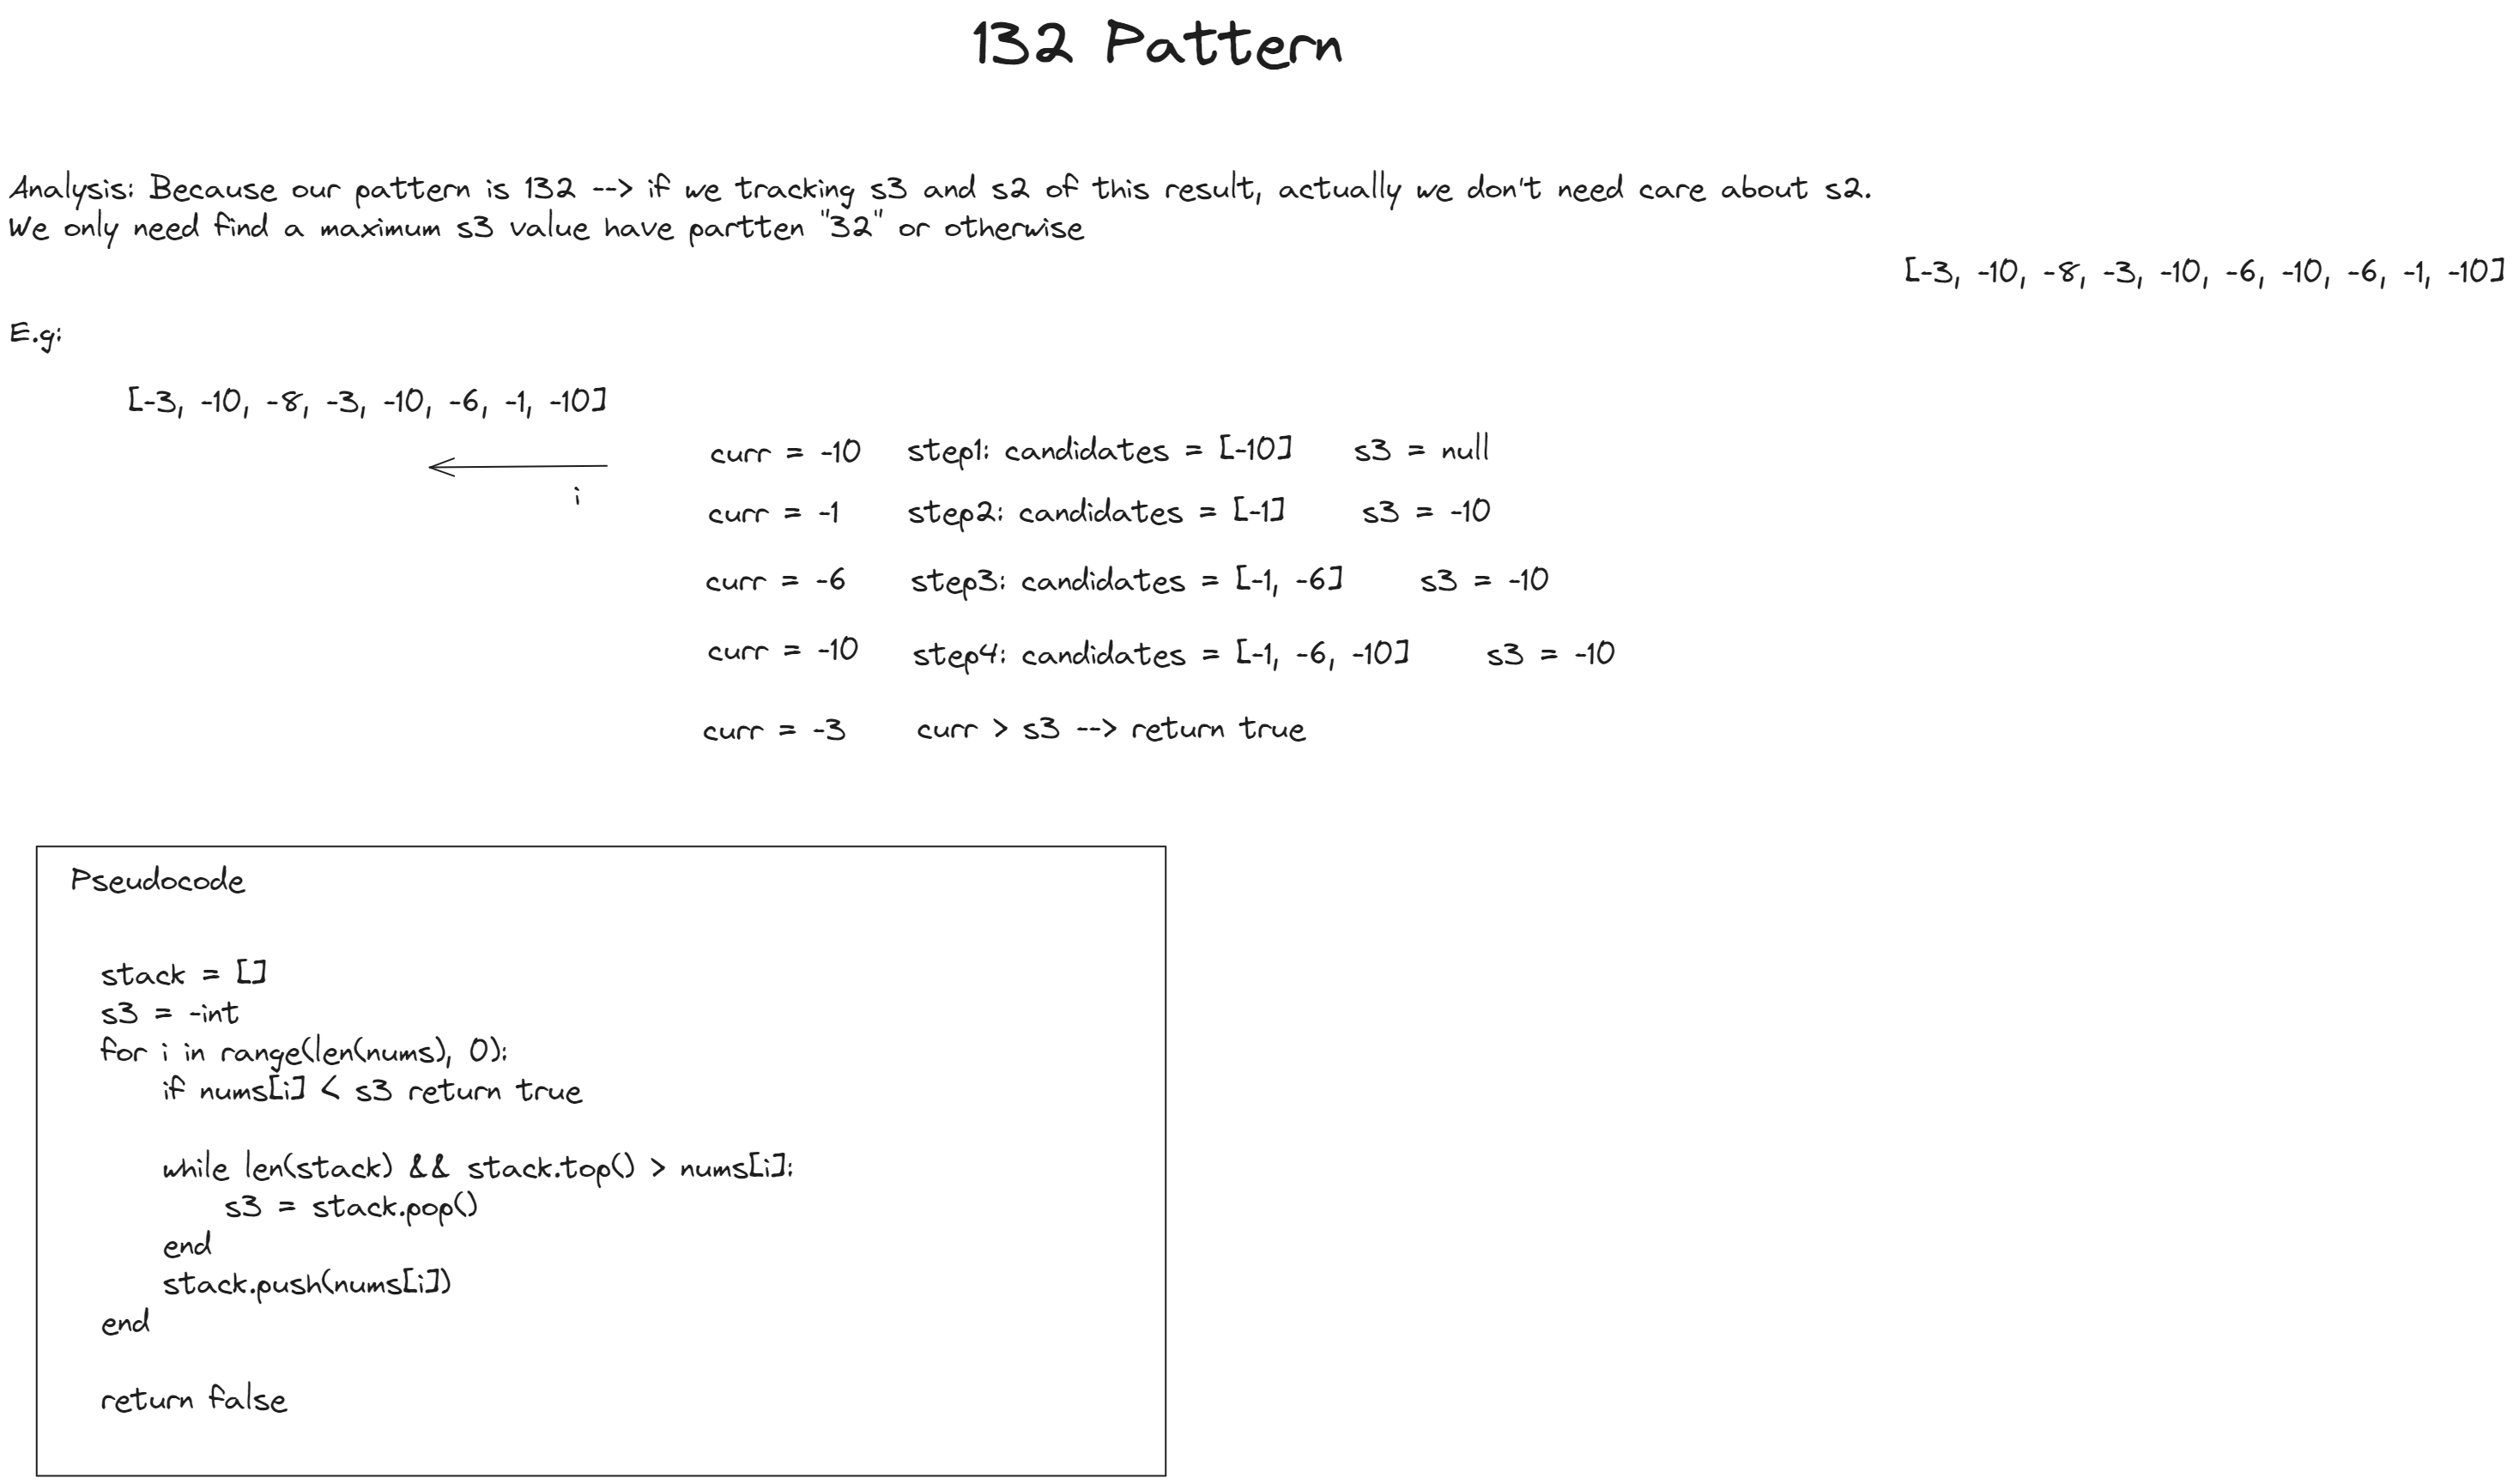 132 Pattern
Analysis: Because our pattern is 132 --> if we tracking s3 and s2 of this result, actually we don't need care about s2.
We only need find a maximum s3 value have partten "32" or otherwise
[-3, -10, -8, -3, -10, -6, -10, -6, -1, -10]
E.g:
[-3, -10, -8, -3, -10, -6, -1, -10]
i
curr = -10 step1: candidates = [-10] s3 = null
curr = -1 step2: candidates = [-1] s3 = -10
curr = -6 step3: candidates = [-1, -6] s3 = -10
curr = -10 step4: candidates = [-1, -6, -10] s3 = -10
curr = -3 curr > s3 --> return true
Pseudocode
stack = []
s3 = -int
for i in range(len(nums), 0):
if nums[i] < s3 return true
while len(stack) && stack.top() > nums[i]:
s3 = stack.pop()
end
stack.push(nums[i])
end
return false